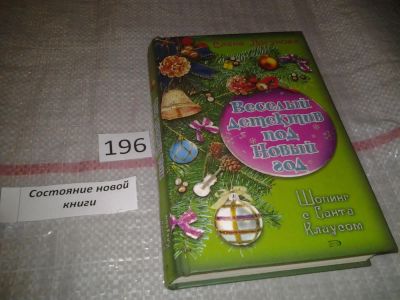 Веселый
детектив
под
Новый
год
Шопинг
с Санта
Клаусом
196
Состояние новой
книги